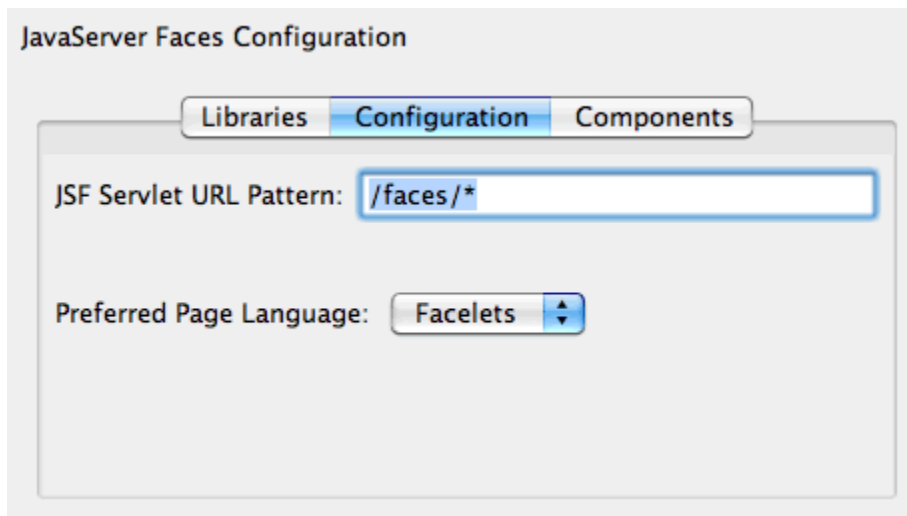 JavaServer Faces Configuration
Libraries Configuration Components
JSF Servlet URL Pattern: /faces/*
Preferred Page Language: Facelets